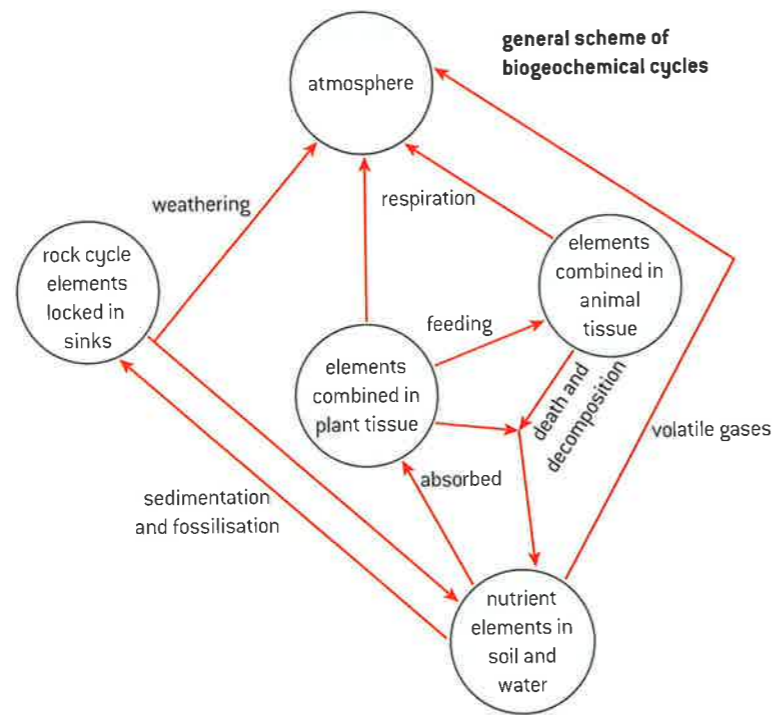 general scheme of
biogeochemical cycles
atmosphere
weathering
respiration
rock cycle
elements
locked in
sinks
elements
combined in
animal
tissue
feeding
elements
combined in
plant tissue
death and
decomposition
volatile gases
absorbed
sedimentation
and fossilisation
nutrient
elements in
soil and
water